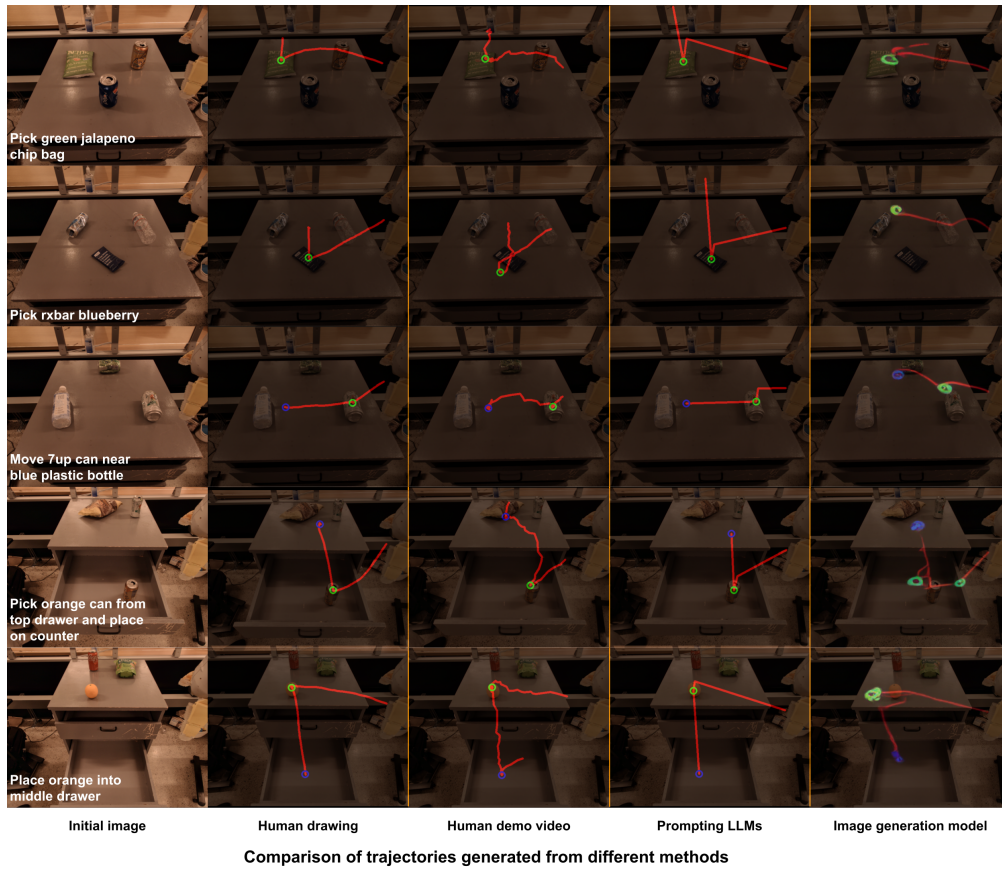 Pick green jalapeno
chip bag
Pick rxbar blueberry
Move 7up can near
blue plastic bottle
Pick orange can from
top drawer and place
on counter
Place orange into
middle drawer
Initial image
Human drawing
Human demo video
Prompting LLMs
Image generation model
Comparison of trajectories generated from different methods